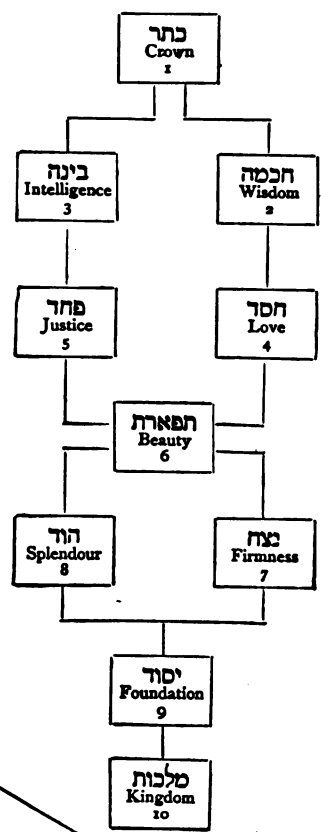 כתר
Crown
1
בינה
Intelligence
3
חכמה
Wisdom
2
פחד
Justice
5
חסד
Love
4
תפארת
Beauty
6
הוד
Splendour
8
נצח
Firmness
7
יסוד
Foundation
9
מלכות
Kingdom
10